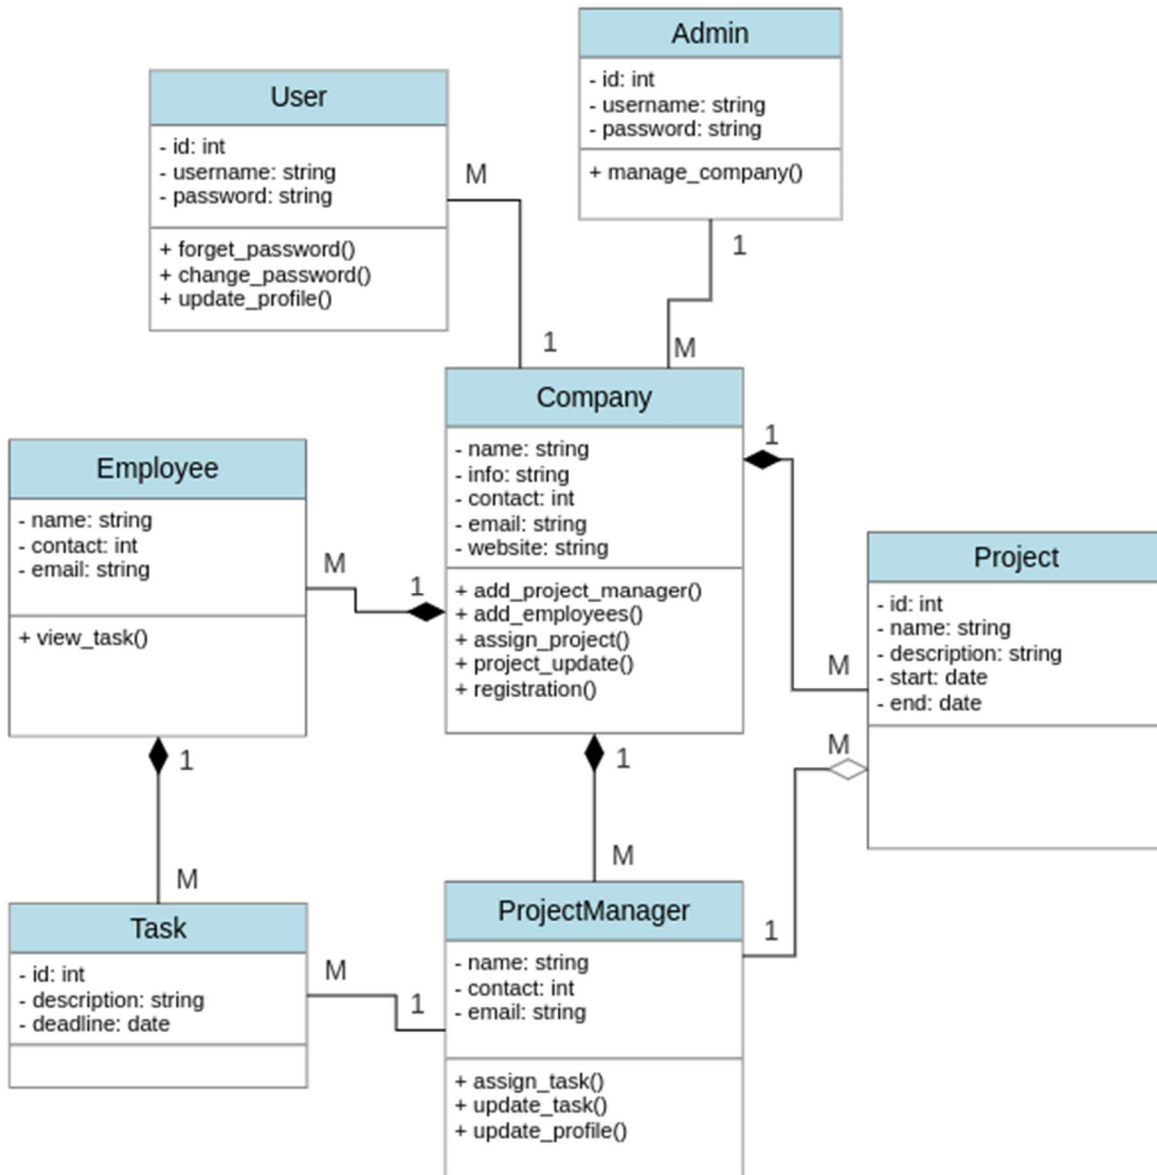 Admin
- id: int
- username: string
- password: string
+ manage_company()
1
User
- id: int
- username: string
- password: string
+ forget_password()
+ change_password()
+ update_profile()
M
1
M
Company
- name: string
- info: string
- contact: int
- email: string
- website: string
+ add_project_manager()
+ add_employees()
+ assign_project()
+ project_update()
+ registration()
1
Employee
- name: string
- contact: int
- email: string
+ view_task()
M
1
Project
- id: int
- name: string
- description: string
- start: date
- end: date
M
M
1
1
M
M
1
Task
- id: int
- description: string
- deadline: date
M
1
ProjectManager
- name: string
- contact: int
- email: string
+ assign_task()
+ update_task()
+ update_profile()